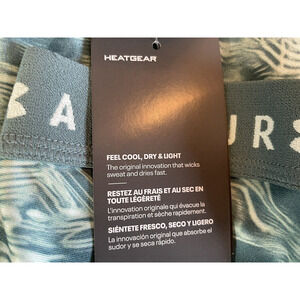 HEATGEAR
A
UR
FEEL COOL, DRY & LIGHT
The original innovation that wicks
sweat and dries fast.
RESTEZ AU FRAIS ET AU SEC EN
TOUTE LÉGÈRETÉ
L'innovation originale qui évacue la
transpiration et sèche rapidement.
SIÉNTETE FRESCO, SECO Y LIGERO
La innovación original que absorbe el
sudor y se seca rápido.